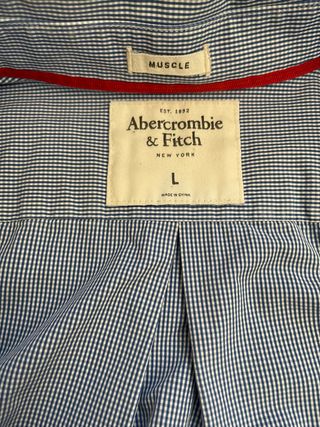 MUSCLE
EST. 1892
Abercrombie
& Fitch
NEW YORK
L
MADE IN CHINA